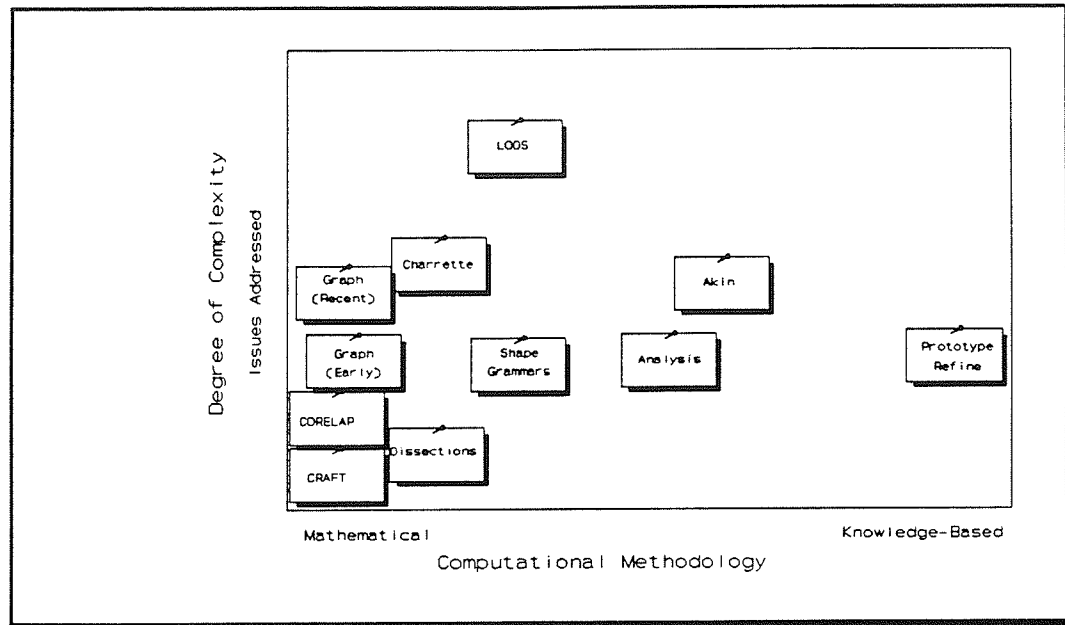 LOOS
Charrette
Graph
(Recent)
Akin
Graph
(Early)
Shape
Grammars
Analysis
Prototype
Refine
CORELAP
Dissections
CRAFT
Degree of Complexity
Issues Addressed
Mathematical
Knowledge-Based
Computational Methodology